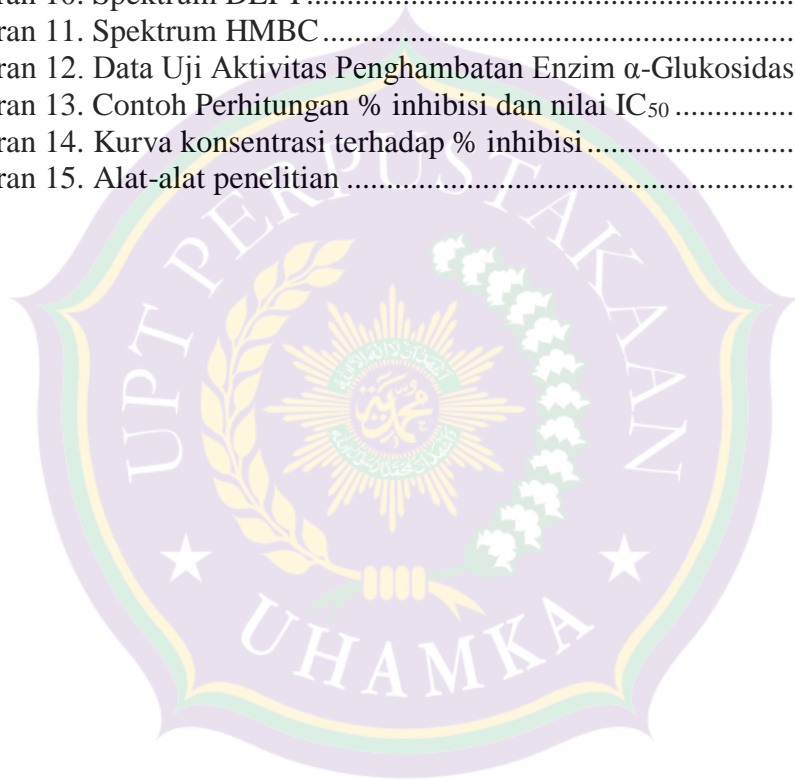 ran 10. Spektrum DEPT
ran 11. Spektrum HMBC
ran 12. Data Uji Aktivitas Penghambatan Enzim α-Glukosidas
ran 13. Contoh Perhitungan % inhibisi dan nilai IC50
ran 14. Kurva konsentrasi terhadap % inhibisi
ran 15. Alat-alat penelitian
UPT PERPUSTAKAAN
UHAMKA